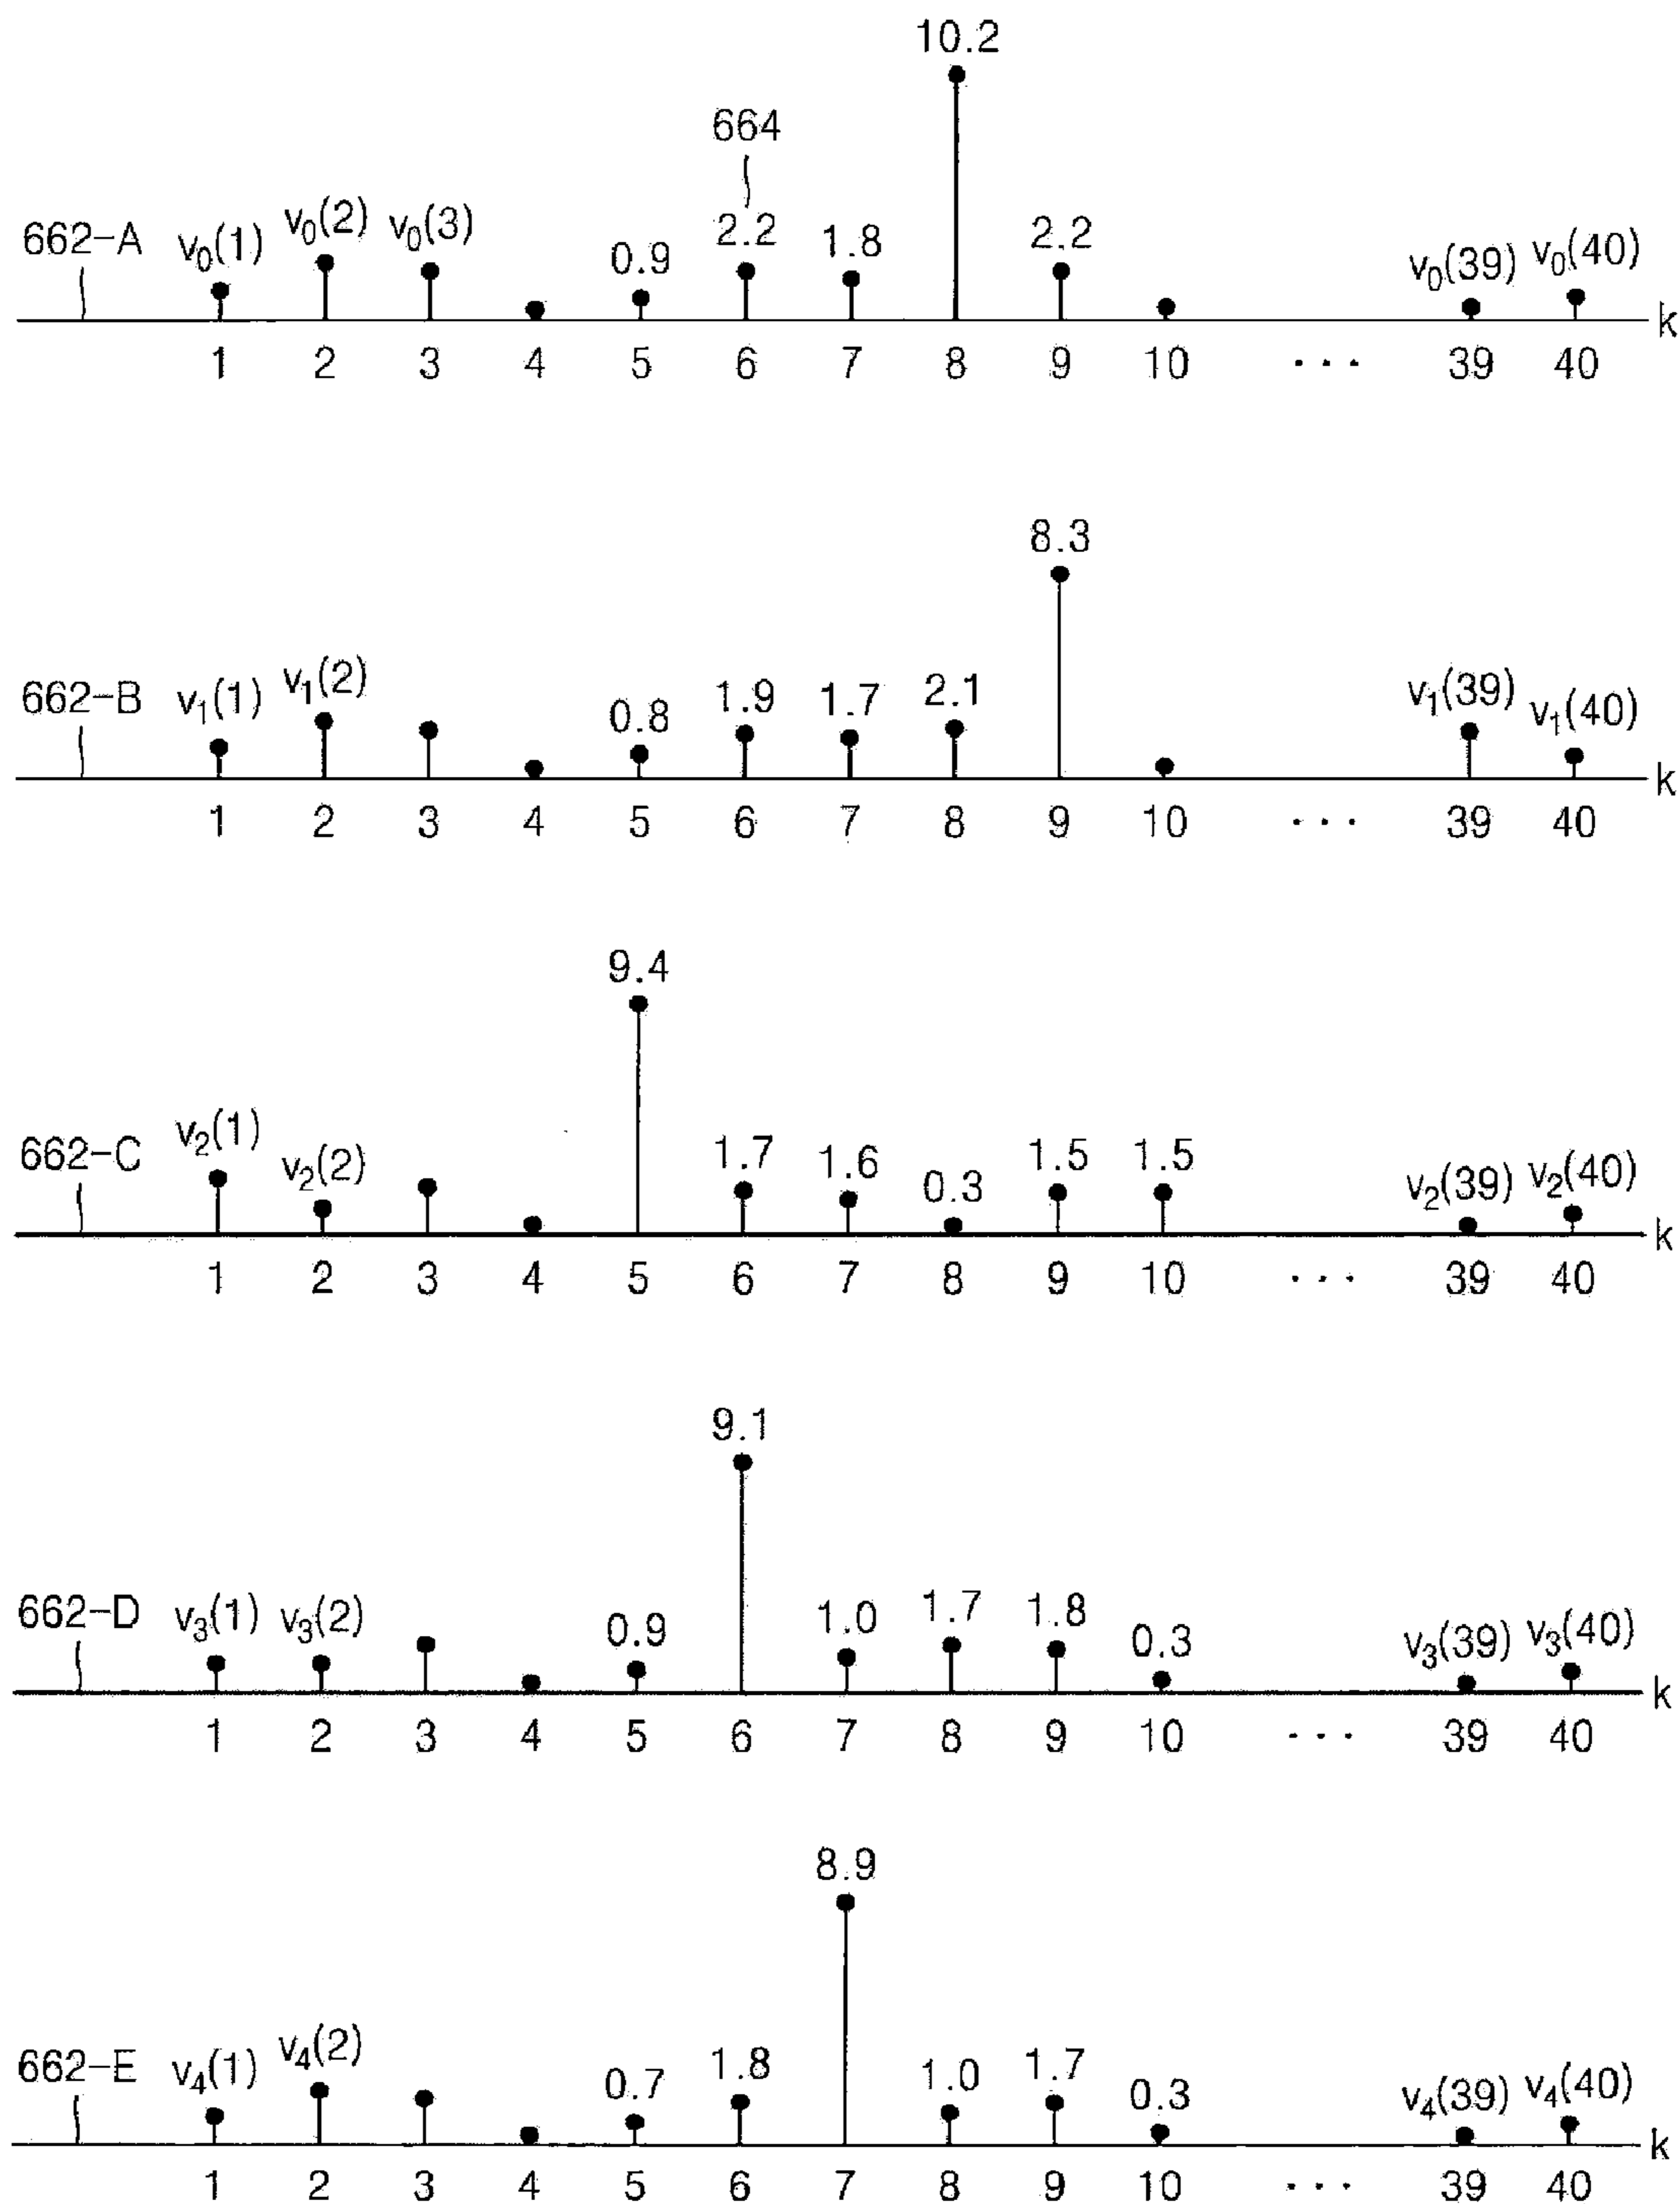 10.2
664
662-A v₀(1) v₀(2) v₀(3) 0.9 2.2 1.8 2.2 v₀(39) v₀(40)
k
1 2 3 4 5 6 7 8 9 10 ... 39 40
8.3
662-B v₁(1) v₁(2) 0.8 1.9 1.7 2.1 v₁(39) v₁(40)
k
1 2 3 4 5 6 7 8 9 10 ... 39 40
9.4
662-C v₂(1) v₂(2) 1.7 1.6 0.3 1.5 1.5 v₂(39) v₂(40)
k
1 2 3 4 5 6 7 8 9 10 ... 39 40
9.1
662-D v₃(1) v₃(2) 0.9 1.0 1.7 1.8 0.3 v₃(39) v₃(40)
k
1 2 3 4 5 6 7 8 9 10 ... 39 40
8.9
662-E v₄(1) v₄(2) 0.7 1.8 1.0 1.7 0.3 v₄(39) v₄(40)
k
1 2 3 4 5 6 7 8 9 10 ... 39 40